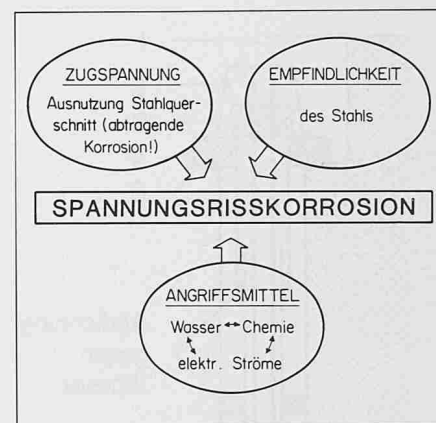 ZUGSPANNUNG
Ausnutzung Stahlquer-
schnitt (abtragende
Korrosion!)
EMPFINDLICHKEIT
des Stahls
SPANNUNGSRISSKORROSION
ANGRIFFSMITTEL
Wasser ↔ Chemie
elektr. Ströme